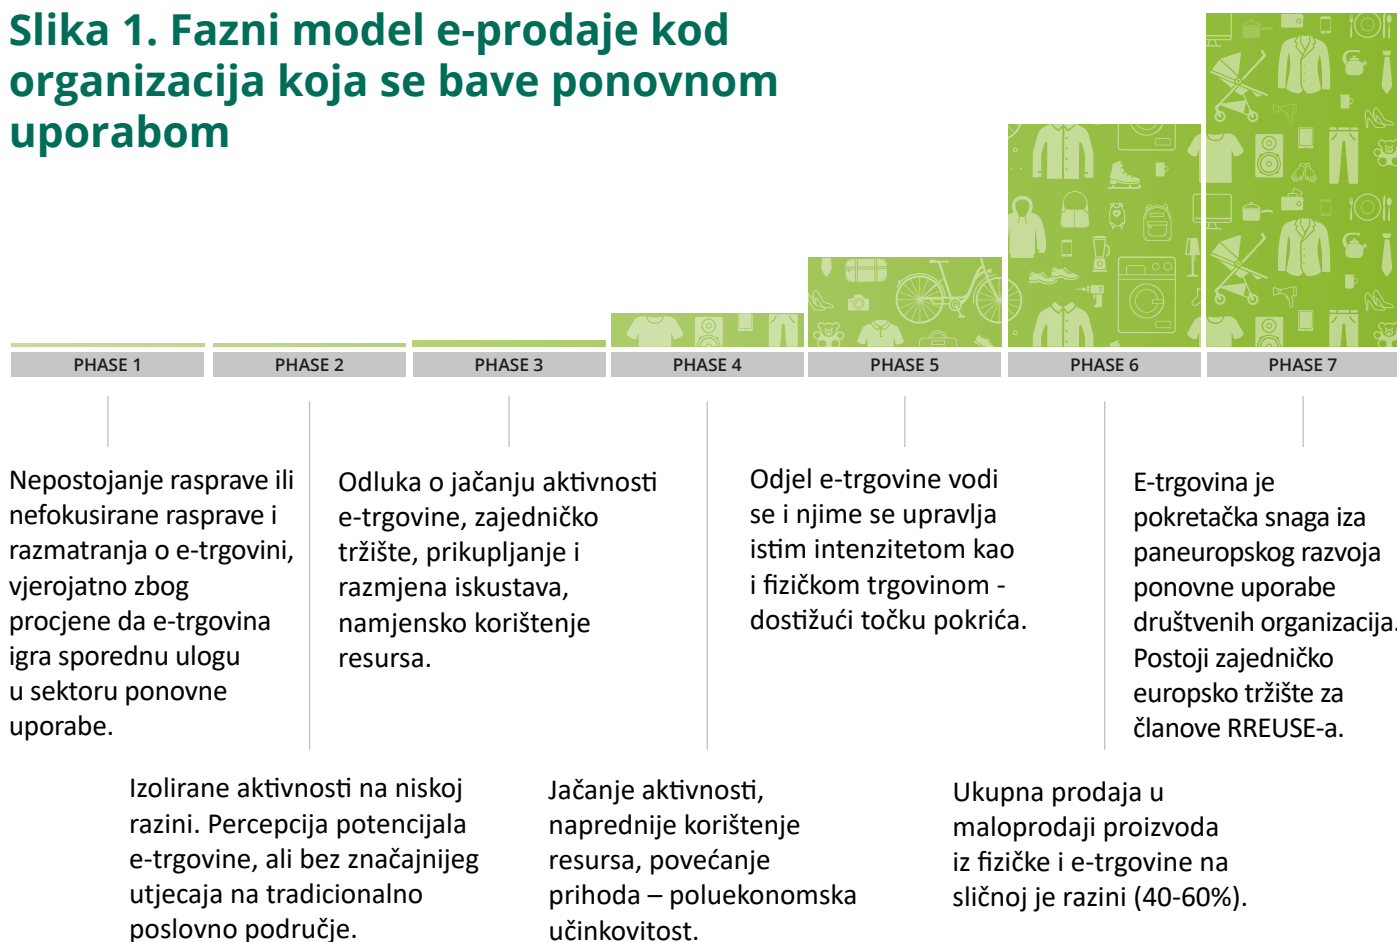 Slika 1. Fazni model e-prodaje kod
organizacija koja se bave ponovnom
uporabom
PHASE 1
PHASE 2
PHASE 3
PHASE 4
PHASE 5
PHASE 6
PHASE 7
Nepostojanje rasprave ili
nefokusirane rasprave i
razmatranja o e-trgovini,
vjerojatno zbog
procjene da e-trgovina
igra sporednu ulogu
u sektoru ponovne
uporabe.
Odluka o jačanju aktivnosti
e-trgovine, zajedničko
tržište, prikupljanje i
razmjena iskustava,
namjensko korištenje
resursa.
Odjel e-trgovine vodi
se i njime se upravlja
istim intenzitetom kao
i fizičkom trgovinom -
dostižući točku pokrića.
E-trgovina je
pokretačka snaga iza
paneuropskog razvoja
ponovne uporabe
društvenih organizacija.
Postoji zajedničko
europsko tržište za
članove RREUSE-a.
Izolirane aktivnosti na niskoj
razini. Percepcija potencijala
e-trgovine, ali bez značajnijeg
utjecaja na tradicionalno
poslovno područje.
Jačanje aktivnosti,
naprednije korištenje
resursa, povećanje
prihoda – poluekonomska
učinkovitost.
Ukupna prodaja u
maloprodaji proizvoda
iz fizičke i e-trgovine na
sličnoj je razini (40-60%).